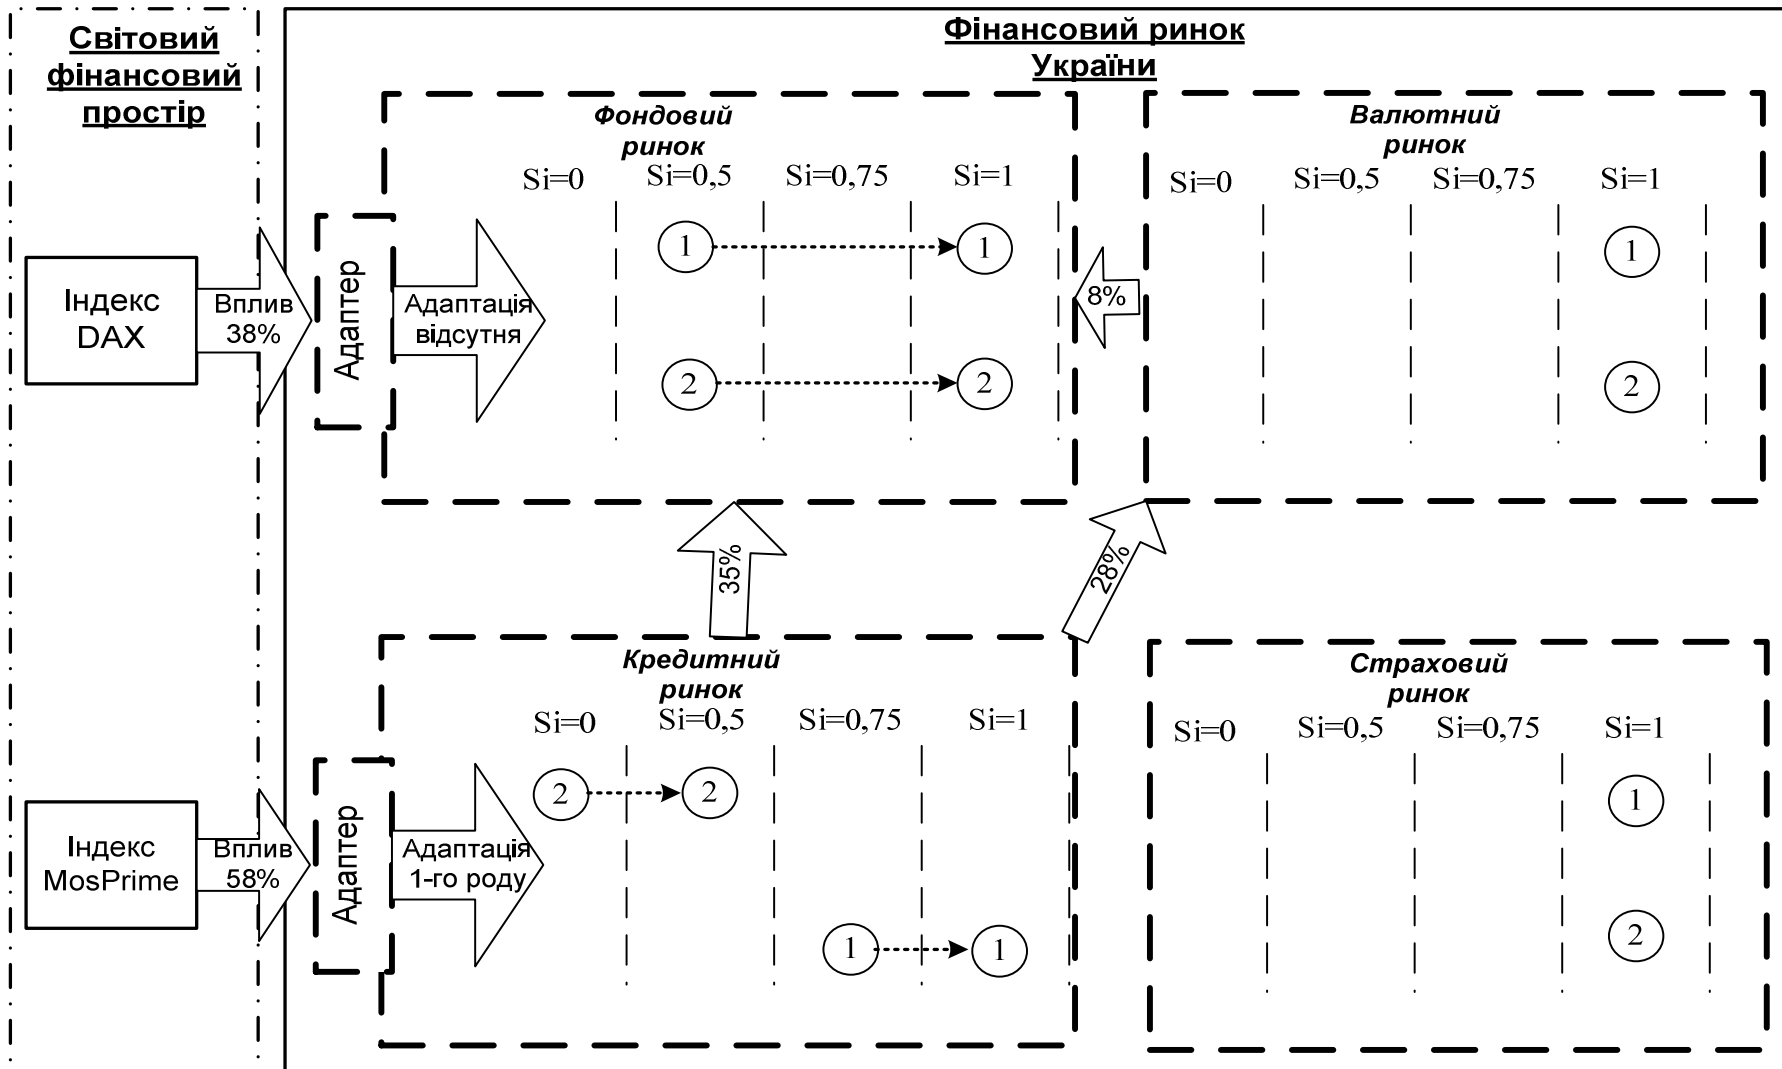 Світовий
фінансовий
простір
Фінансовий ринок
України
Фондовий
ринок
Si=0
Si=0,5
Si=0,75
Si=1
1
1
2
2
Валютний
ринок
Si=0
Si=0,5
Si=0,75
Si=1
1
2
Індекс
DAX
Вплив
38%
Адаптер
Адаптація
відсутня
8%
35%
28%
Кредитний
ринок
Si=0
Si=0,5
Si=0,75
Si=1
2
2
1
1
Страховий
ринок
Si=0
Si=0,5
Si=0,75
Si=1
1
2
Індекс
MosPrime
Вплив
58%
Адаптер
Адаптація
1-го роду